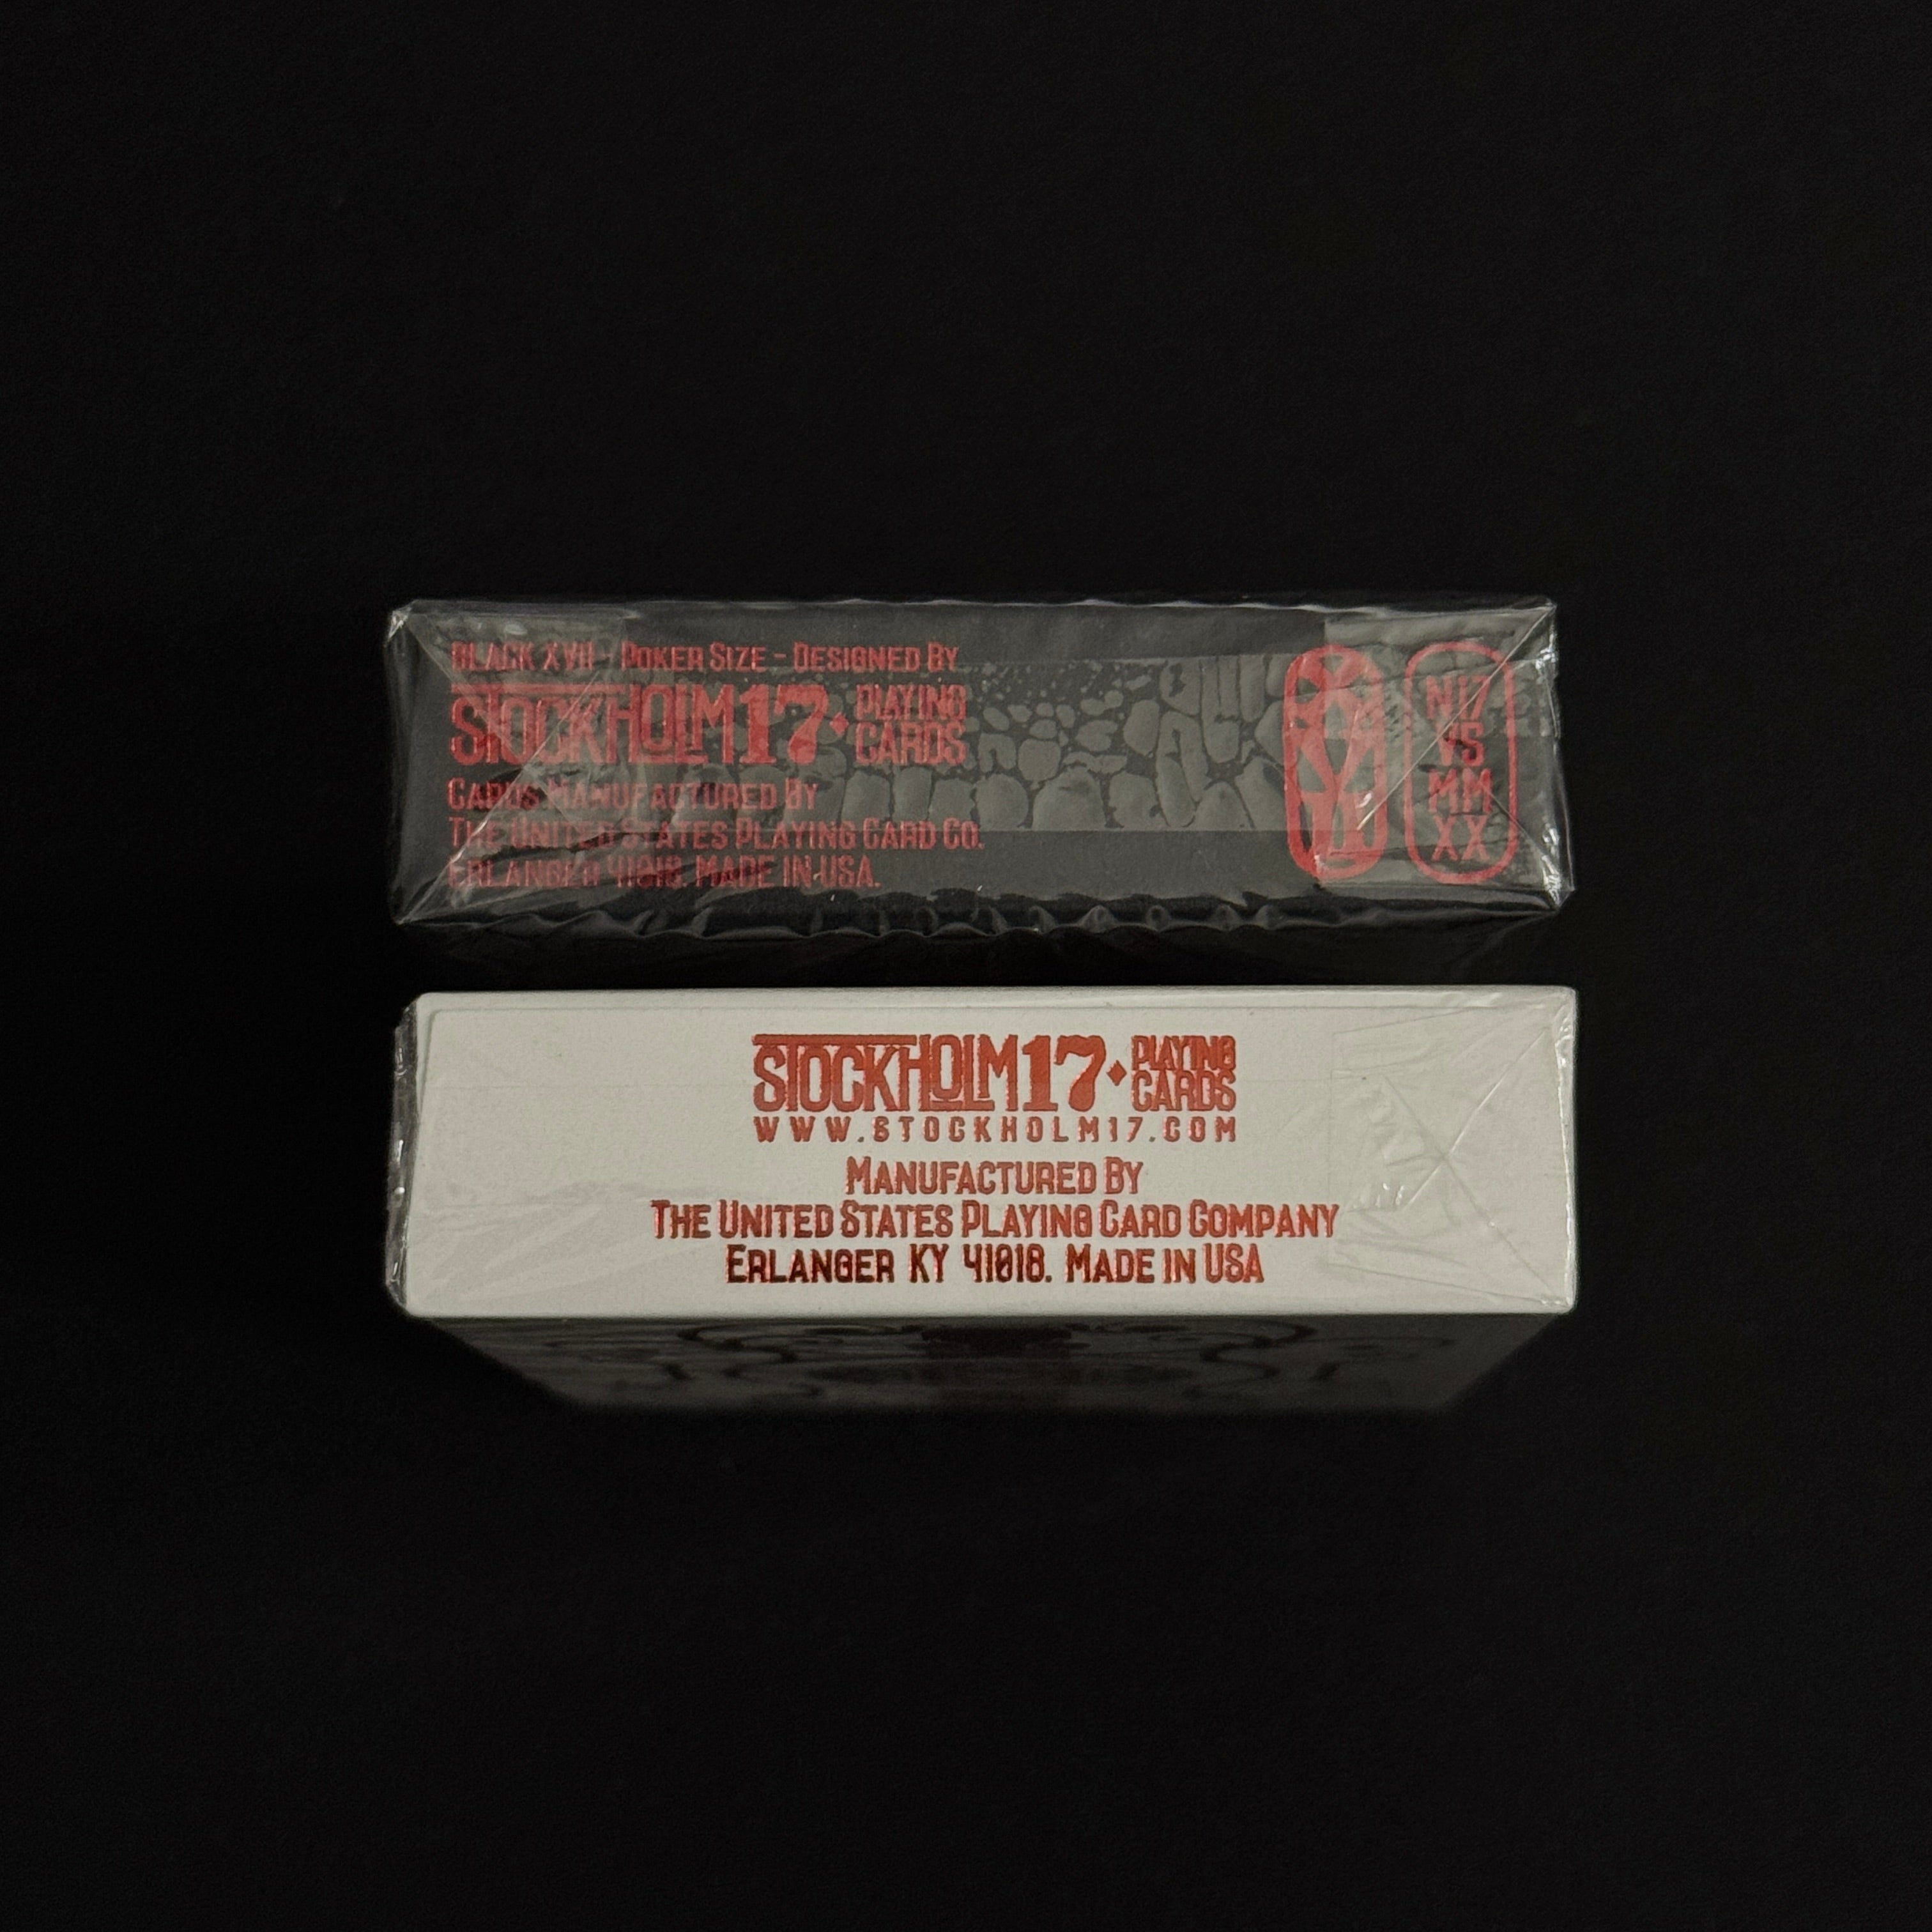 BLACK XVII - POKER SIZE - DESIGNED BY
STOCKHOLM17 PLAYING CARDS
CARDS MANUFACTURED BY
THE UNITED STATES PLAYING CARD CO.
ERLANGER 41018. MADE IN USA.
N17
VS
MM
XX
STOCKHOLM17 PLAYING CARDS
WWW.STOCKHOLM17.COM
MANUFACTURED BY
THE UNITED STATES PLAYING CARD COMPANY
ERLANGER KY 41018. MADE IN USA